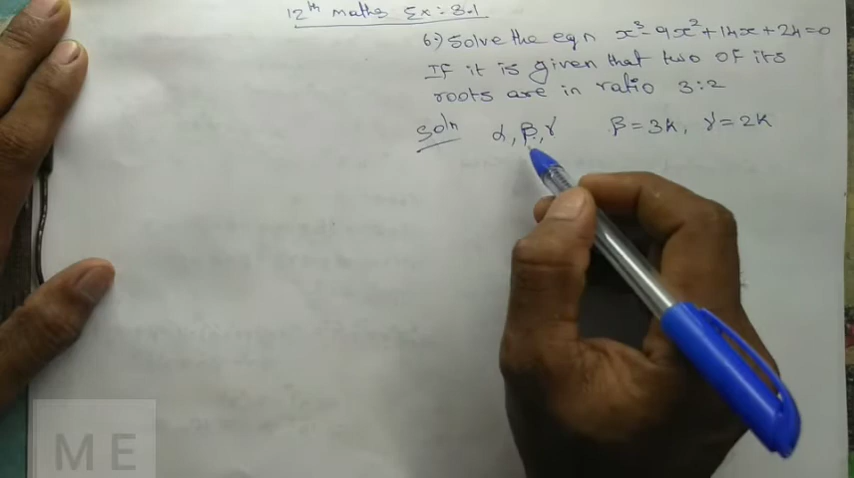 12th maths Ex: 3.1
6.) Solve the eqn x³-9x²+14x+24=0
If it is given that two of its
roots are in ratio 3:2
Soln α, β, γ β=3k, γ=2k
ME